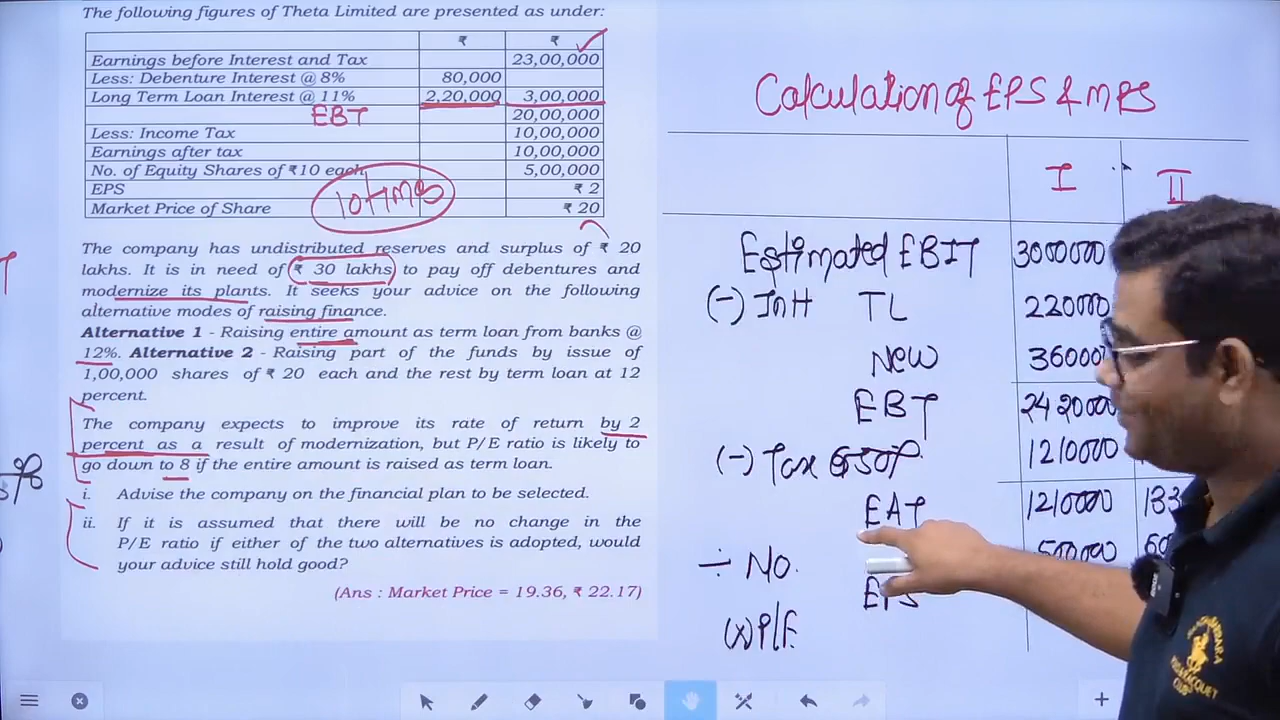 The following figures of Theta Limited are presented as under:
₹ ₹
Earnings before Interest and Tax 23,00,000
Less: Debenture Interest @ 8% 80,000
Long Term Loan Interest @ 11% 2,20,000 3,00,000
EBT 20,00,000
Less: Income Tax 10,00,000
Earnings after tax 10,00,000
No. of Equity Shares of ₹10 each 5,00,000
EPS ₹ 2
Market Price of Share ₹ 20
10 times
The company has undistributed reserves and surplus of ₹ 20
lakhs. It is in need of ₹ 30 lakhs to pay off debentures and
modernize its plants. It seeks your advice on the following
alternative modes of raising finance.
Alternative 1 - Raising entire amount as term loan from banks @
12%. Alternative 2 - Raising part of the funds by issue of
1,00,000 shares of ₹ 20 each and the rest by term loan at 12
percent.
The company expects to improve its rate of return by 2
percent as a result of modernization, but P/E ratio is likely to
go down to 8 if the entire amount is raised as term loan.
i. Advise the company on the financial plan to be selected.
ii. If it is assumed that there will be no change in the
P/E ratio if either of the two alternatives is adopted, would
your advice still hold good?
(Ans : Market Price = 19.36, ₹ 22.17)
Calculation of EPS & MPS
I II
Estimated EBIT 3000000
(-) Int TL 220000
New 360000
EBT 2420000
(-) Tax @50% 1210000
EAT 1210000 133
÷ No. 500000 60
EPS
(x) P/E